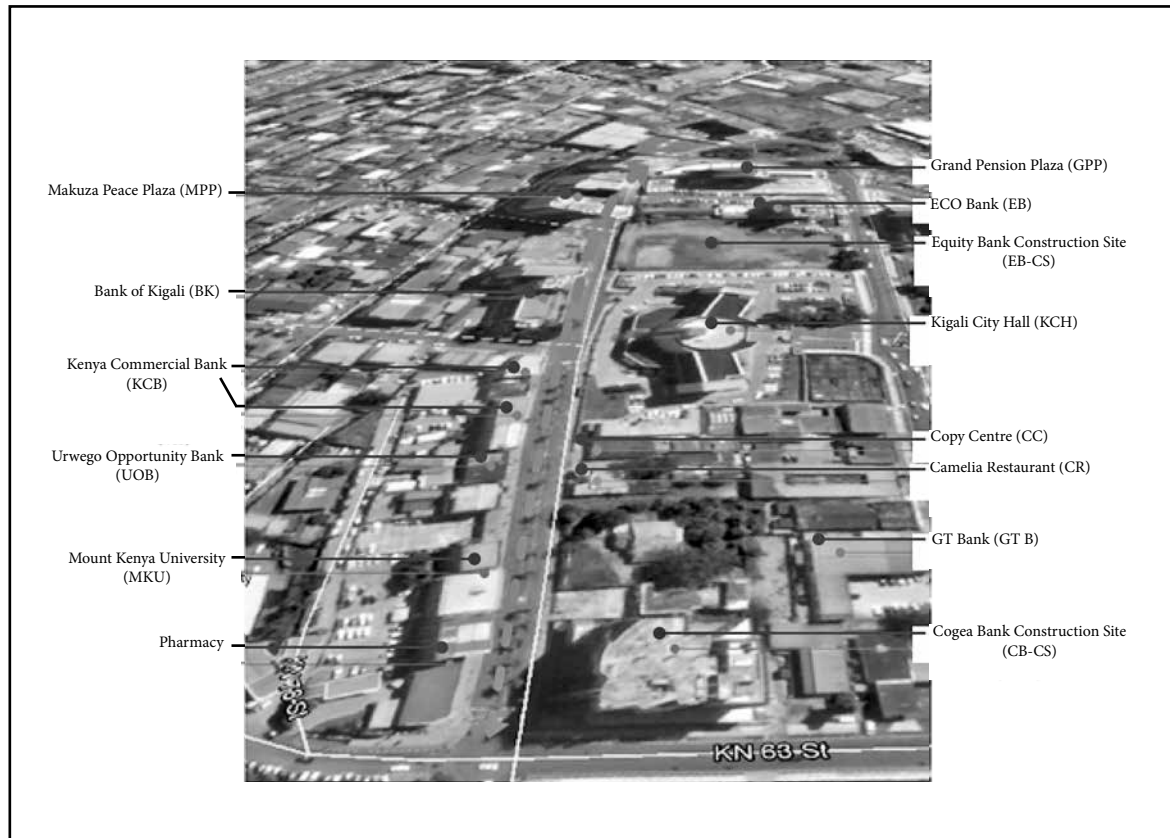 Makuza Peace Plaza (MPP)
Bank of Kigali (BK)
Kenya Commercial Bank
(KCB)
Urwego Opportunity Bank
(UOB)
Mount Kenya University
(MKU)
Pharmacy
Grand Pension Plaza (GPP)
ECO Bank (EB)
Equity Bank Construction Site
(EB-CS)
Kigali City Hall (KCH)
Copy Centre (CC)
Camelia Restaurant (CR)
GT Bank (GT B)
Cogea Bank Construction Site
(CB-CS)
KN 63 St